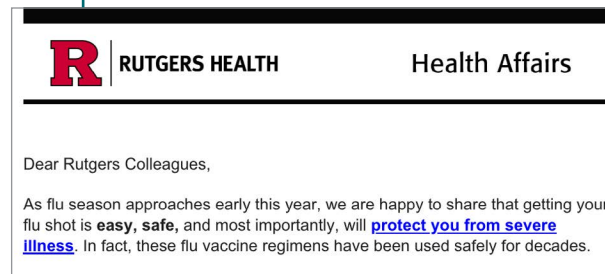 R RUTGERS HEALTH Health Affairs
Dear Rutgers Colleagues,
As flu season approaches early this year, we are happy to share that getting your
flu shot is easy, safe, and most importantly, will protect you from severe
illness. In fact, these flu vaccine regimens have been used safely for decades.